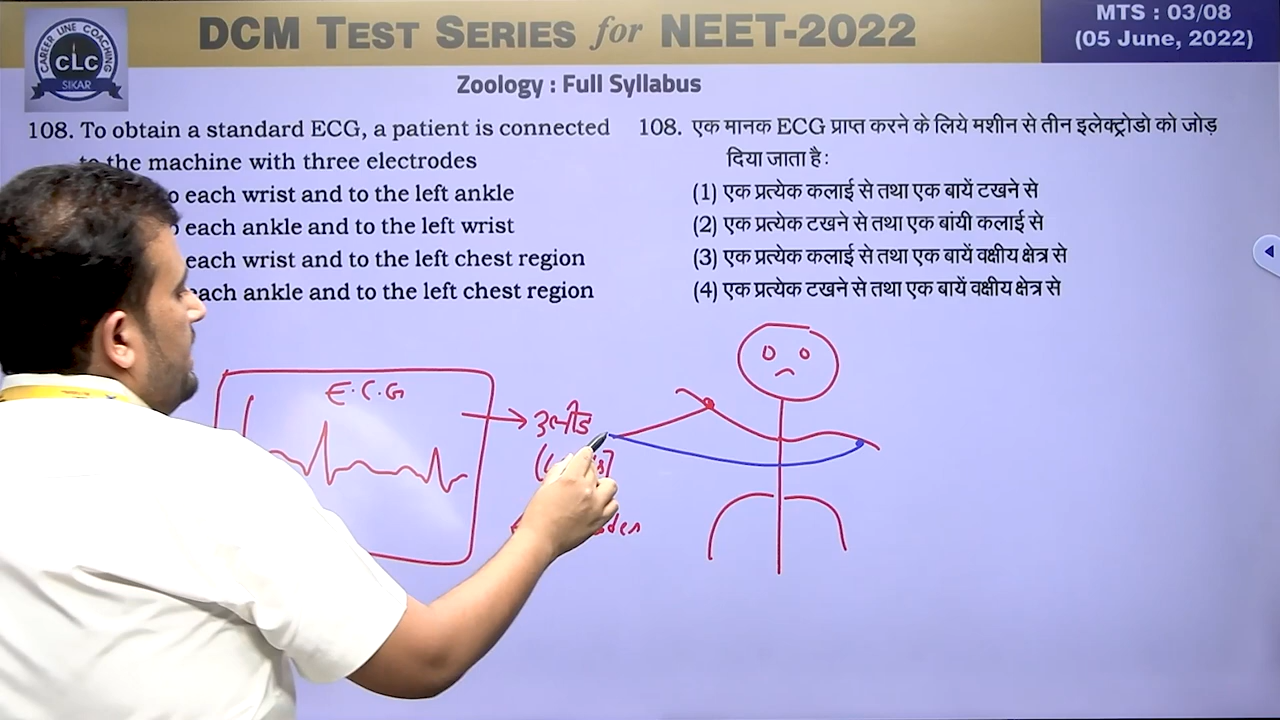 DCM TEST SERIES for NEET-2022
MTS : 03/08
(05 June, 2022)
CAREER LINE COACHING
CLC
SIKAR
Zoology : Full Syllabus
108. To obtain a standard ECG, a patient is connected
to the machine with three electrodes
each wrist and to the left ankle
each ankle and to the left wrist
each wrist and to the left chest region
each ankle and to the left chest region
108. एक मानक ECG प्राप्त करने के लिये मशीन से तीन इलेक्ट्रोडो को जोड़
दिया जाता है:
(1) एक प्रत्येक कलाई से तथा एक बायें टखने से
(2) एक प्रत्येक टखने से तथा एक बांयी कलाई से
(3) एक प्रत्येक कलाई से तथा एक बायें वक्षीय क्षेत्र से
(4) एक प्रत्येक टखने से तथा एक बायें वक्षीय क्षेत्र से
E.C.G